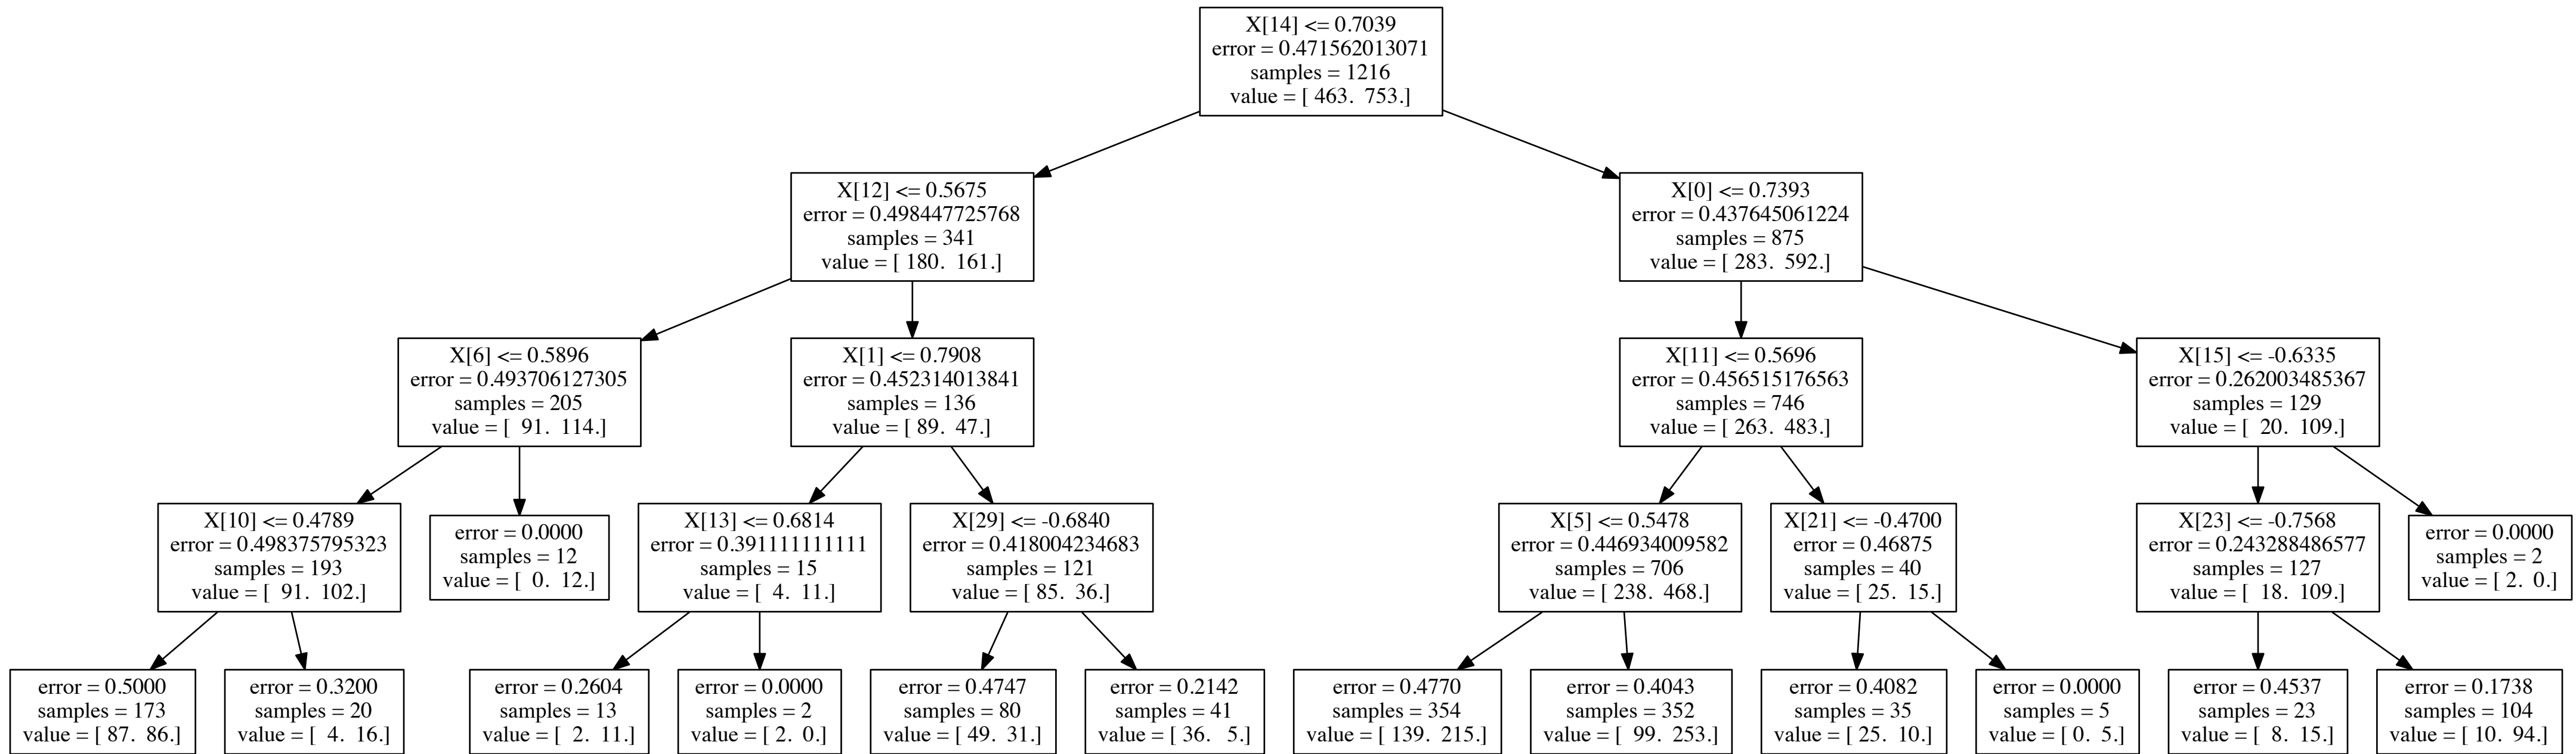 X[14] <= 0.7039
error = 0.471562013071
samples = 1216
value = [ 463.  753.]
X[12] <= 0.5675
error = 0.498447725768
samples = 341
value = [ 180.  161.]
X[0] <= 0.7393
error = 0.437645061224
samples = 875
value = [ 283.  592.]
X[6] <= 0.5896
error = 0.493706127305
samples = 205
value = [  91.  114.]
X[1] <= 0.7908
error = 0.452314013841
samples = 136
value = [ 89.  47.]
X[11] <= 0.5696
error = 0.456515176563
samples = 746
value = [ 263.  483.]
X[15] <= -0.6335
error = 0.262003485367
samples = 129
value = [  20.  109.]
X[10] <= 0.4789
error = 0.498375795323
samples = 193
value = [  91.  102.]
error = 0.0000
samples = 12
value = [  0.  12.]
X[13] <= 0.6814
error = 0.391111111111
samples = 15
value = [  4.  11.]
X[29] <= -0.6840
error = 0.418004234683
samples = 121
value = [ 85.  36.]
X[5] <= 0.5478
error = 0.446934009582
samples = 706
value = [ 238.  468.]
X[21] <= -0.4700
error = 0.46875
samples = 40
value = [ 25.  15.]
X[23] <= -0.7568
error = 0.243288486577
samples = 127
value = [  18.  109.]
error = 0.0000
samples = 2
value = [ 2.  0.]
error = 0.5000
samples = 173
value = [ 87.  86.]
error = 0.3200
samples = 20
value = [  4.  16.]
error = 0.2604
samples = 13
value = [  2.  11.]
error = 0.0000
samples = 2
value = [ 2.  0.]
error = 0.4747
samples = 80
value = [ 49.  31.]
error = 0.2142
samples = 41
value = [ 36.   5.]
error = 0.4770
samples = 354
value = [ 139.  215.]
error = 0.4043
samples = 352
value = [  99.  253.]
error = 0.4082
samples = 35
value = [ 25.  10.]
error = 0.0000
samples = 5
value = [ 0.  5.]
error = 0.4537
samples = 23
value = [  8.  15.]
error = 0.1738
samples = 104
value = [ 10.  94.]